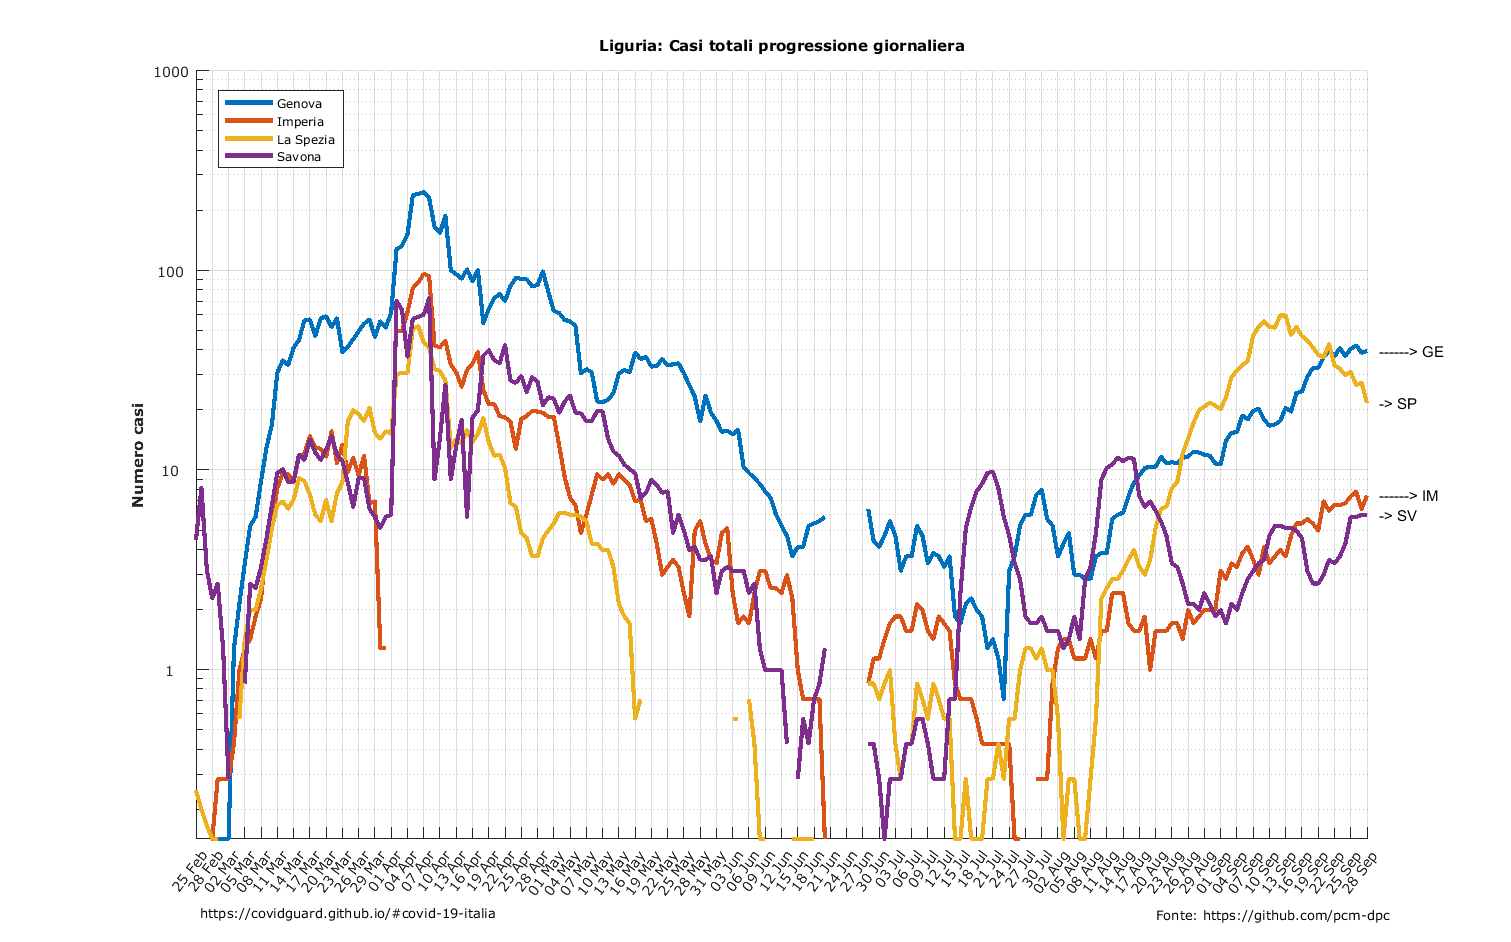 Liguria: Casi totali progressione giornaliera
1000
100
10
1
Numero casi
Genova
Imperia
La Spezia
Savona
------> GE
-> SP
------> IM
-> SV
25 Feb
28 Feb
02 Mar
05 Mar
08 Mar
11 Mar
14 Mar
17 Mar
20 Mar
23 Mar
26 Mar
29 Mar
01 Apr
04 Apr
07 Apr
10 Apr
13 Apr
16 Apr
19 Apr
22 Apr
25 Apr
28 Apr
01 May
04 May
07 May
10 May
13 May
16 May
19 May
22 May
25 May
28 May
31 May
03 Jun
06 Jun
09 Jun
12 Jun
15 Jun
18 Jun
21 Jun
24 Jun
27 Jun
30 Jun
03 Jul
06 Jul
09 Jul
12 Jul
15 Jul
18 Jul
21 Jul
24 Jul
27 Jul
30 Jul
02 Aug
05 Aug
08 Aug
11 Aug
14 Aug
17 Aug
20 Aug
23 Aug
26 Aug
29 Aug
01 Sep
04 Sep
07 Sep
10 Sep
13 Sep
16 Sep
19 Sep
22 Sep
25 Sep
28 Sep
https://covidguard.github.io/#covid-19-italia
Fonte: https://github.com/pcm-dpc